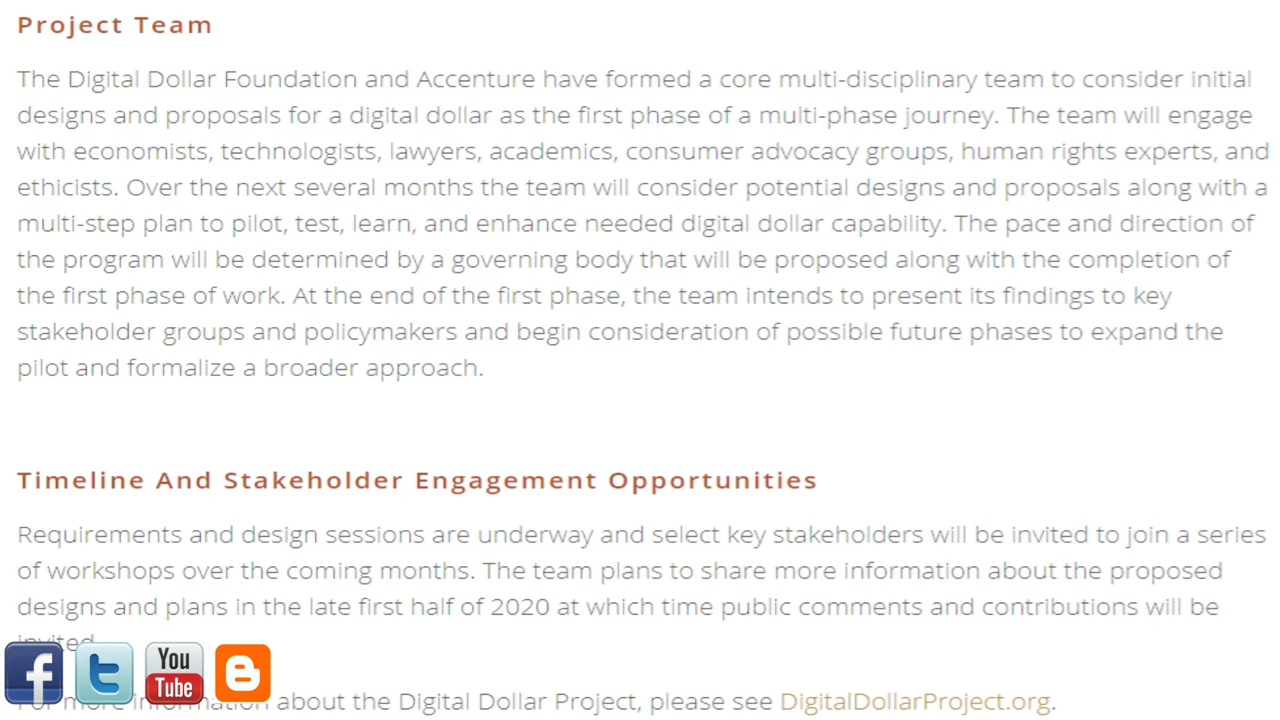 Project Team
The Digital Dollar Foundation and Accenture have formed a core multi-disciplinary team to consider initial
designs and proposals for a digital dollar as the first phase of a multi-phase journey. The team will engage
with economists, technologists, lawyers, academics, consumer advocacy groups, human rights experts, and
ethicists. Over the next several months the team will consider potential designs and proposals along with a
multi-step plan to pilot, test, learn, and enhance needed digital dollar capability. The pace and direction of
the program will be determined by a governing body that will be proposed along with the completion of
the first phase of work. At the end of the first phase, the team intends to present its findings to key
stakeholder groups and policymakers and begin consideration of possible future phases to expand the
pilot and formalize a broader approach.
Timeline And Stakeholder Engagement Opportunities
Requirements and design sessions are underway and select key stakeholders will be invited to join a series
of workshops over the coming months. The team plans to share more information about the proposed
designs and plans in the late first half of 2020 at which time public comments and contributions will be
invited.
You
Tube
For more information about the Digital Dollar Project, please see DigitalDollarProject.org.